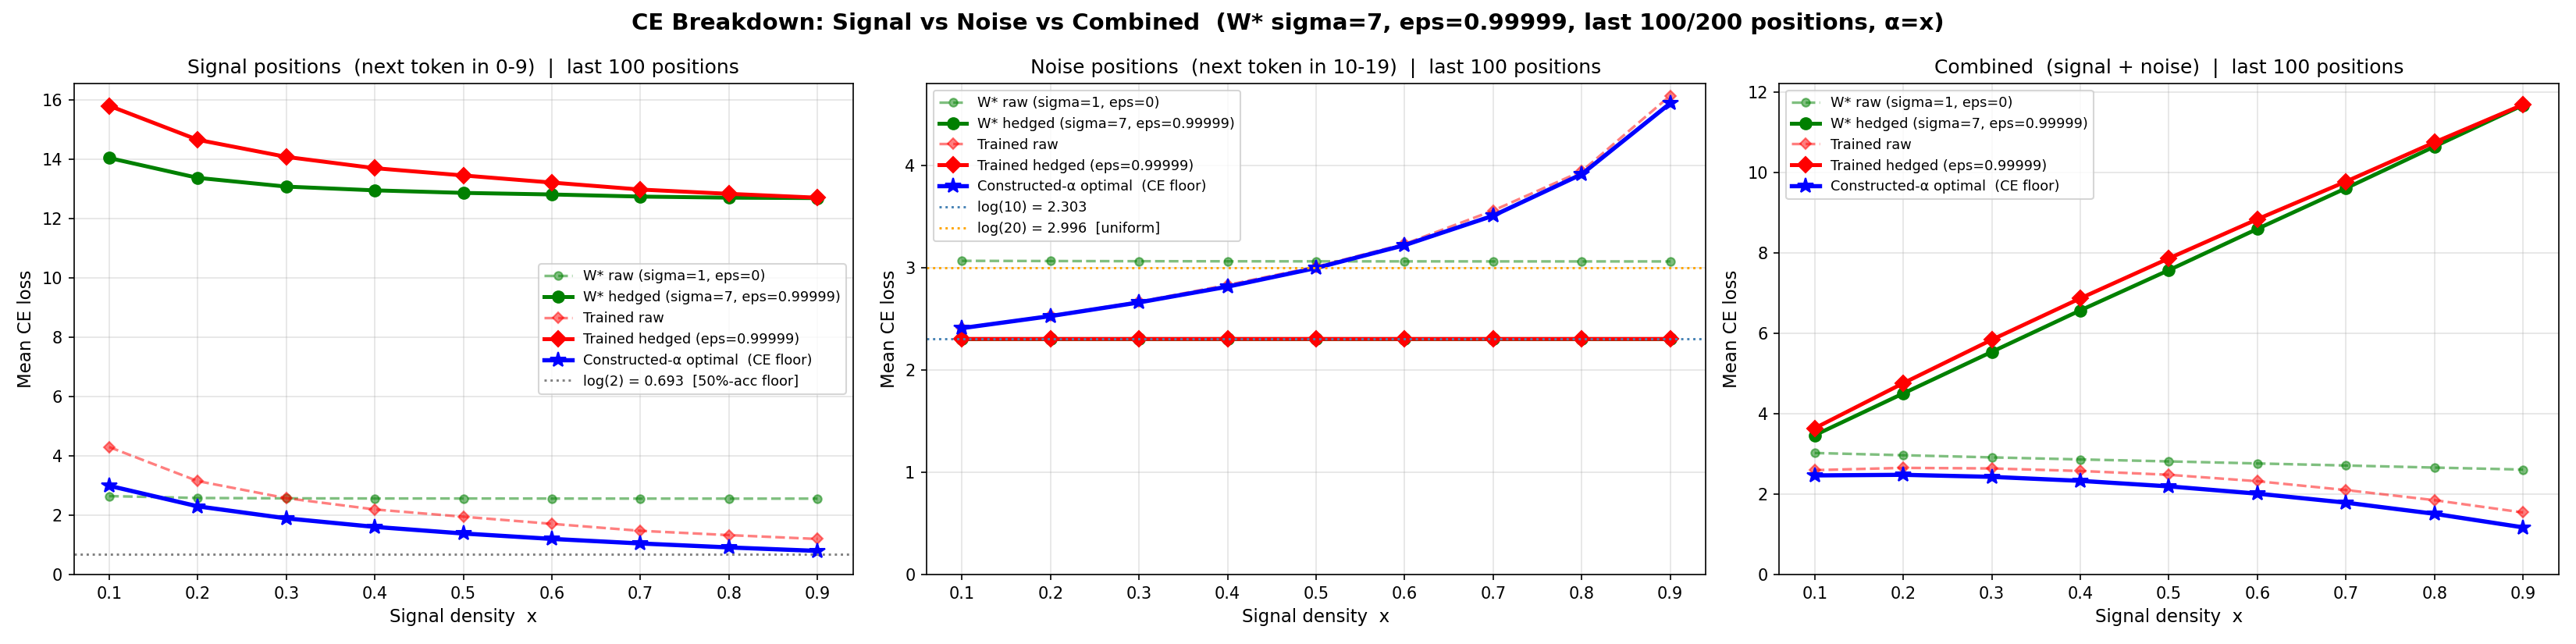 CE Breakdown: Signal vs Noise vs Combined  (W* sigma=7, eps=0.99999, last 100/200 positions, α=x)
Signal positions  (next token in 0-9)  |  last 100 positions
Mean CE loss
16
14
12
10
8
6
4
2
0
W* raw (sigma=1, eps=0)
W* hedged (sigma=7, eps=0.99999)
Trained raw
Trained hedged (eps=0.99999)
Constructed-α optimal  (CE floor)
log(2) = 0.693  [50%-acc floor]
0.1 0.2 0.3 0.4 0.5 0.6 0.7 0.8 0.9
Signal density  x
Noise positions  (next token in 10-19)  |  last 100 positions
Mean CE loss
4
3
2
1
0
W* raw (sigma=1, eps=0)
W* hedged (sigma=7, eps=0.99999)
Trained raw
Trained hedged (eps=0.99999)
Constructed-α optimal  (CE floor)
log(10) = 2.303
log(20) = 2.996  [uniform]
0.1 0.2 0.3 0.4 0.5 0.6 0.7 0.8 0.9
Signal density  x
Combined  (signal + noise)  |  last 100 positions
Mean CE loss
12
10
8
6
4
2
0
W* raw (sigma=1, eps=0)
W* hedged (sigma=7, eps=0.99999)
Trained raw
Trained hedged (eps=0.99999)
Constructed-α optimal  (CE floor)
0.1 0.2 0.3 0.4 0.5 0.6 0.7 0.8 0.9
Signal density  x